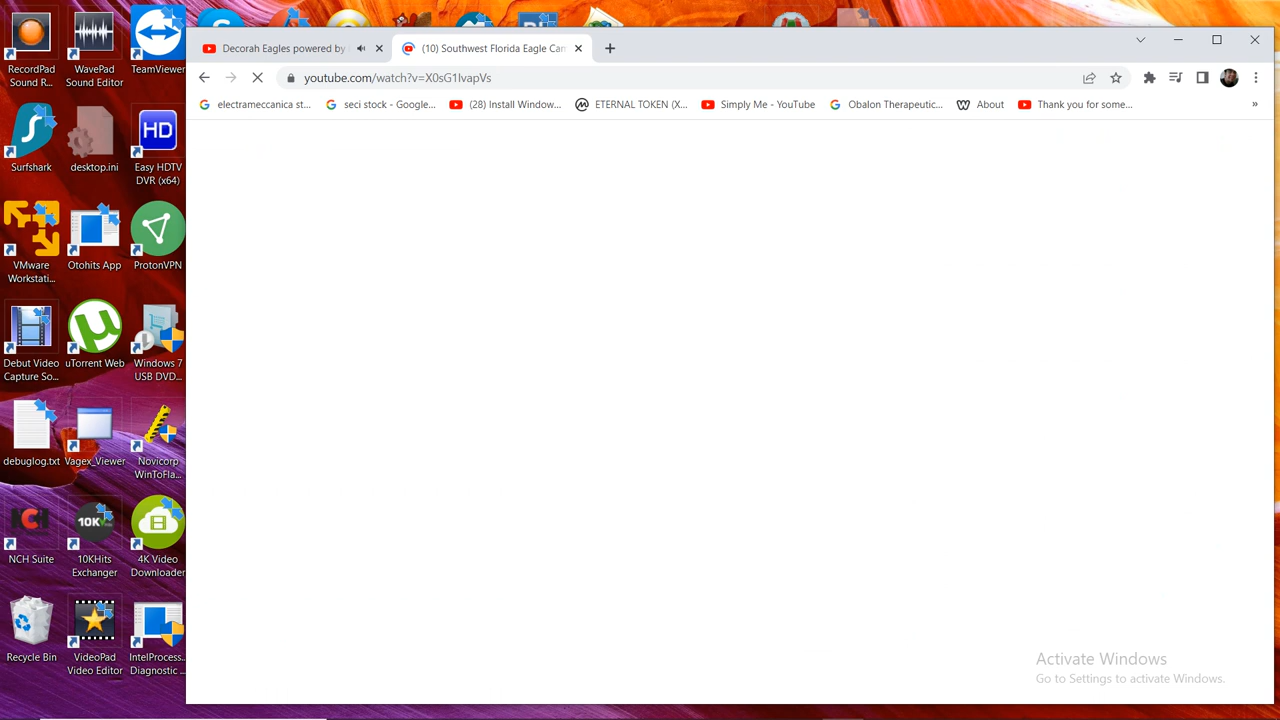 RecordPad
Sound R...
WavePad
Sound Editor
TeamViewer
Surfshark
desktop.ini
HD
Easy HDTV
DVR (x64)
VMware
Workstati...
Otohits App
ProtonVPN
Debut Video
Capture So...
uTorrent Web
Windows 7
USB DVD...
debuglog.txt
Vagex_Viewer
Novicorp
WinToFla...
NCH
NCH Suite
10KHits
Exchanger
4K Video
Downloader
Recycle Bin
VideoPad
Video Editor
IntelProcess...
Diagnostic ...
Decorah Eagles powered by
(10) Southwest Florida Eagle Cam
youtube.com/watch?v=X0sG1IvapVs
electrameccanica st...
seci stock - Google...
(28) Install Window...
ETERNAL TOKEN (X...
Simply Me - YouTube
Obalon Therapeutic...
About
Thank you for some...
»
Activate Windows
Go to Settings to activate Windows.